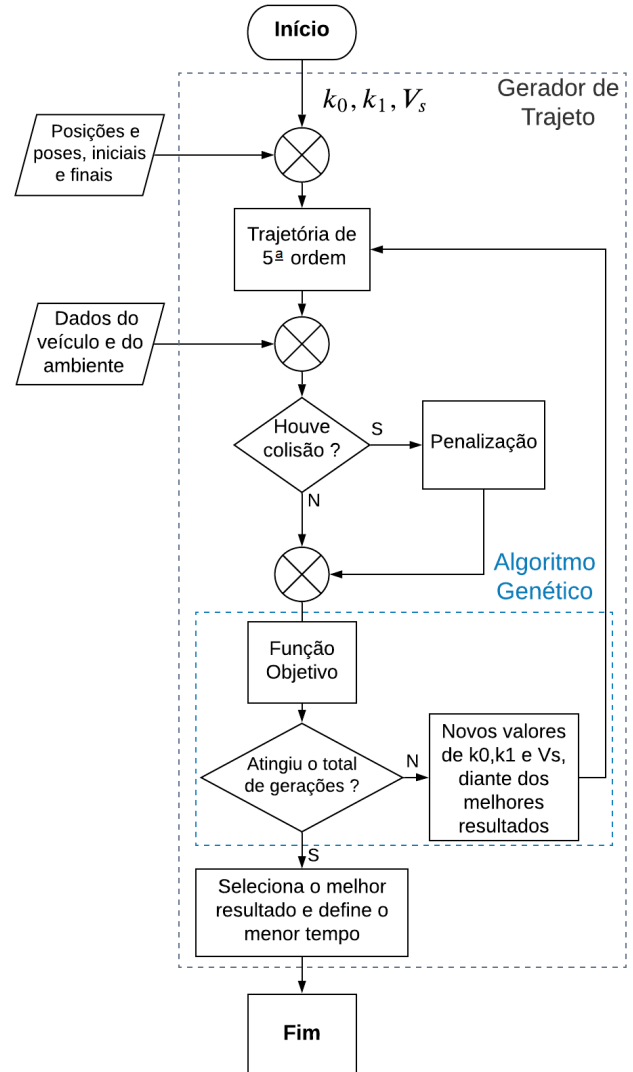 Início
k₀, k₁, Vₛ
Gerador de
Trajeto
Posições e
poses, iniciais
e finais
Trajetória de
5ª ordem
Dados do
veículo e do
ambiente
Houve
colisão ?
S
Penalização
N
Algoritmo
Genético
Função
Objetivo
Atingiu o total
de gerações ?
N
Novos valores
de k0,k1 e Vs,
diante dos
melhores
resultados
S
Seleciona o melhor
resultado e define o
menor tempo
Fim